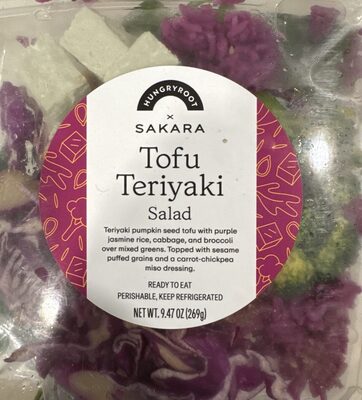 HUNGRYROOT
×
SAKARA
Tofu
Teriyaki
Salad
Teriyaki pumpkin seed tofu with purple
jasmine rice, cabbage, and broccoli
over mixed greens. Topped with sesame
puffed grains and a carrot-chickpea
miso dressing.
READY TO EAT
PERISHABLE, KEEP REFRIGERATED
NET WT. 9.47 OZ (269g)